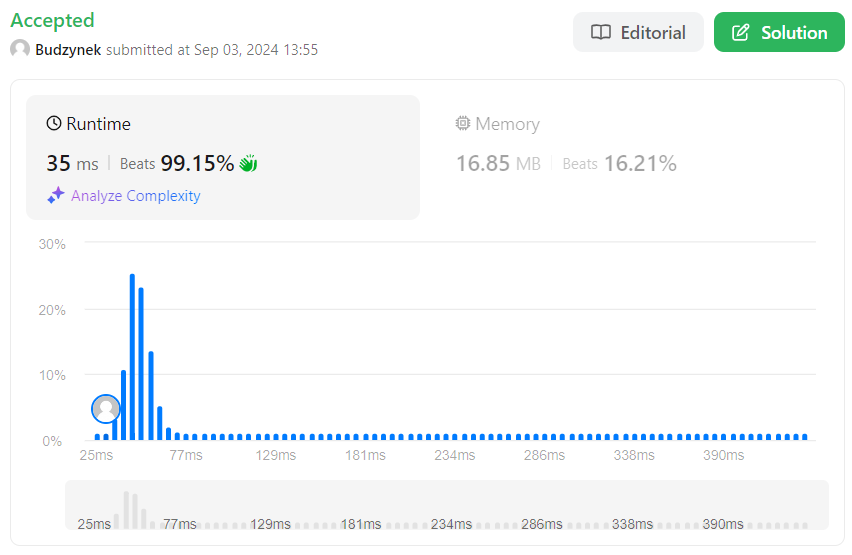 Accepted
Budzynek submitted at Sep 03, 2024 13:55
Editorial
Solution
Runtime
35 ms | Beats 99.15%
Analyze Complexity
Memory
16.85 MB | Beats 16.21%
30%
20%
10%
0%
25ms 77ms 129ms 181ms 234ms 286ms 338ms 390ms
25ms 77ms 129ms 181ms 234ms 286ms 338ms 390ms